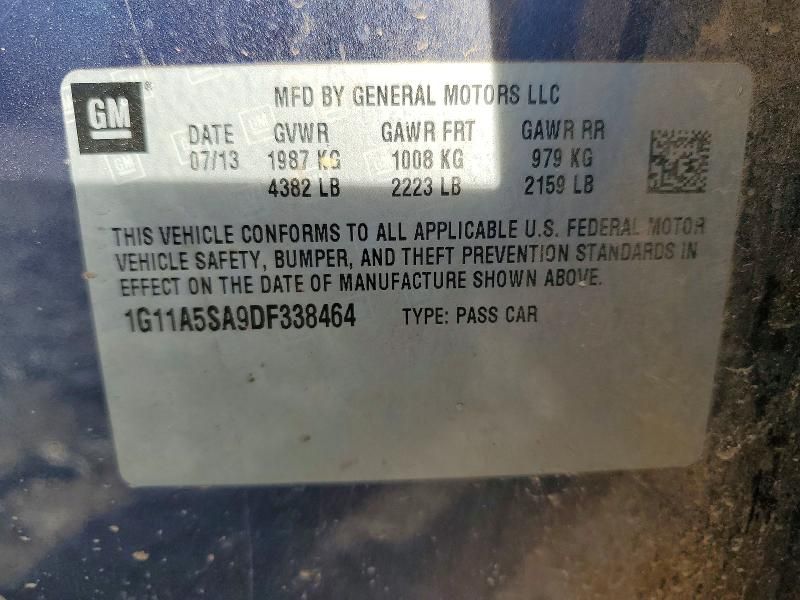 GM ® MFD BY GENERAL MOTORS LLC
DATE GVWR GAWR FRT GAWR RR
07/13 1987 KG 1008 KG 979 KG
4382 LB 2223 LB 2159 LB
THIS VEHICLE CONFORMS TO ALL APPLICABLE U.S. FEDERAL MOTOR
VEHICLE SAFETY, BUMPER, AND THEFT PREVENTION STANDARDS IN
EFFECT ON THE DATE OF MANUFACTURE SHOWN ABOVE.
1G11A5SA9DF338464 TYPE: PASS CAR